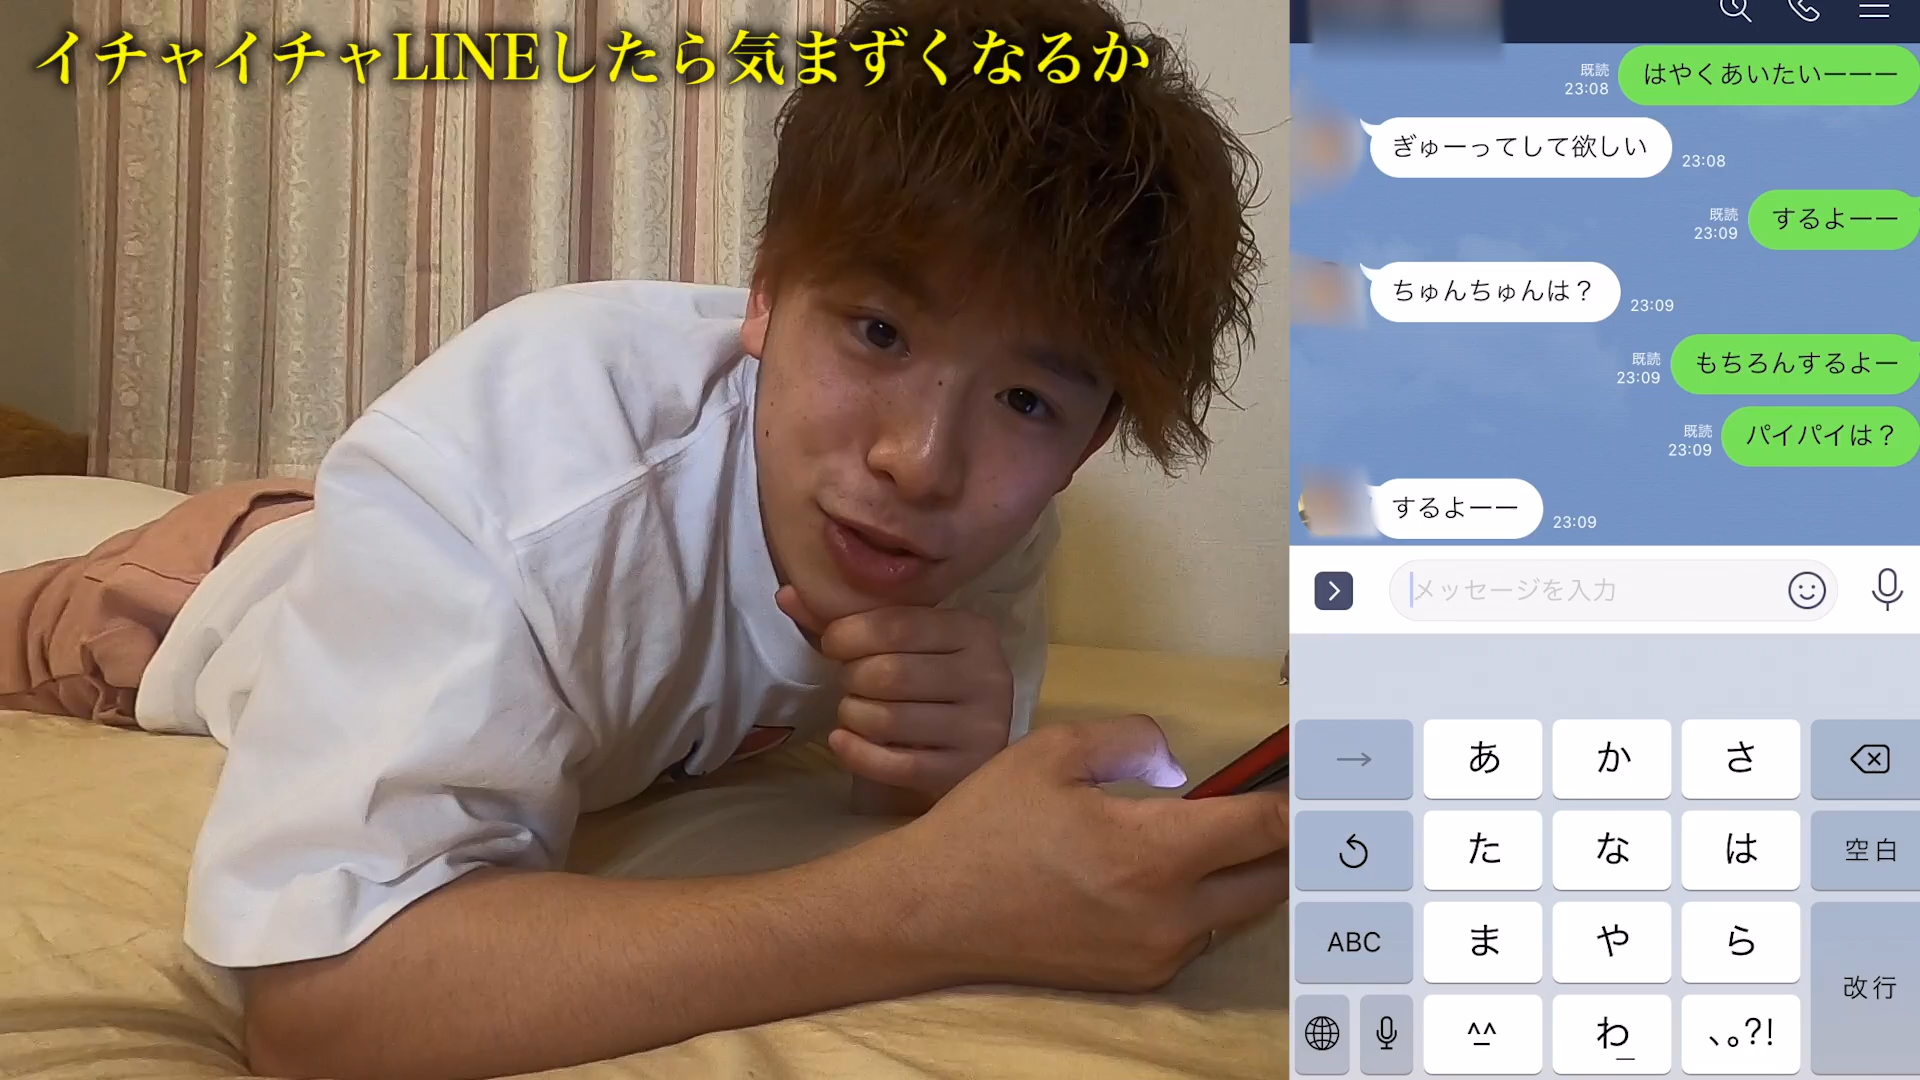 イチャイチャLINEしたら気まずくなるか
はやくあいたいーーー
既読
23:08
ぎゅーってして欲しい
23:08
するよーー
既読
23:09
ちゅんちゅんは？
23:09
もちろんするよー
既読
23:09
パイパイは？
既読
23:09
するよーー
23:09
メッセージを入力
→ あ か さ
た な は 空白
ABC ま や ら
改行
^^ わ 、。?!